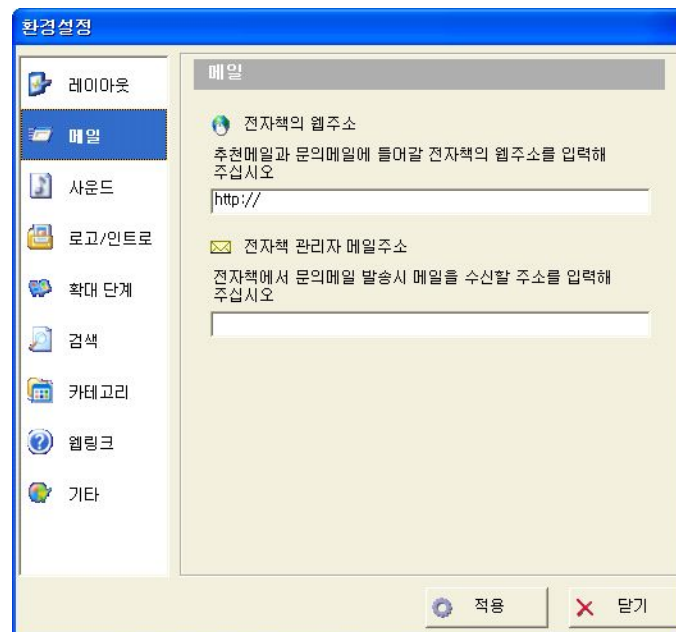 환경설정
레이아웃
메일
사운드
로고/인트로
확대 단계
검색
카테고리
웹링크
기타
메일
전자책의 웹주소
추천메일과 문의메일에 들어갈 전자책의 웹주소를 입력해
주십시오
http://
전자책 관리자 메일주소
전자책에서 문의메일 발송시 메일을 수신할 주소를 입력해
주십시오
적용
닫기